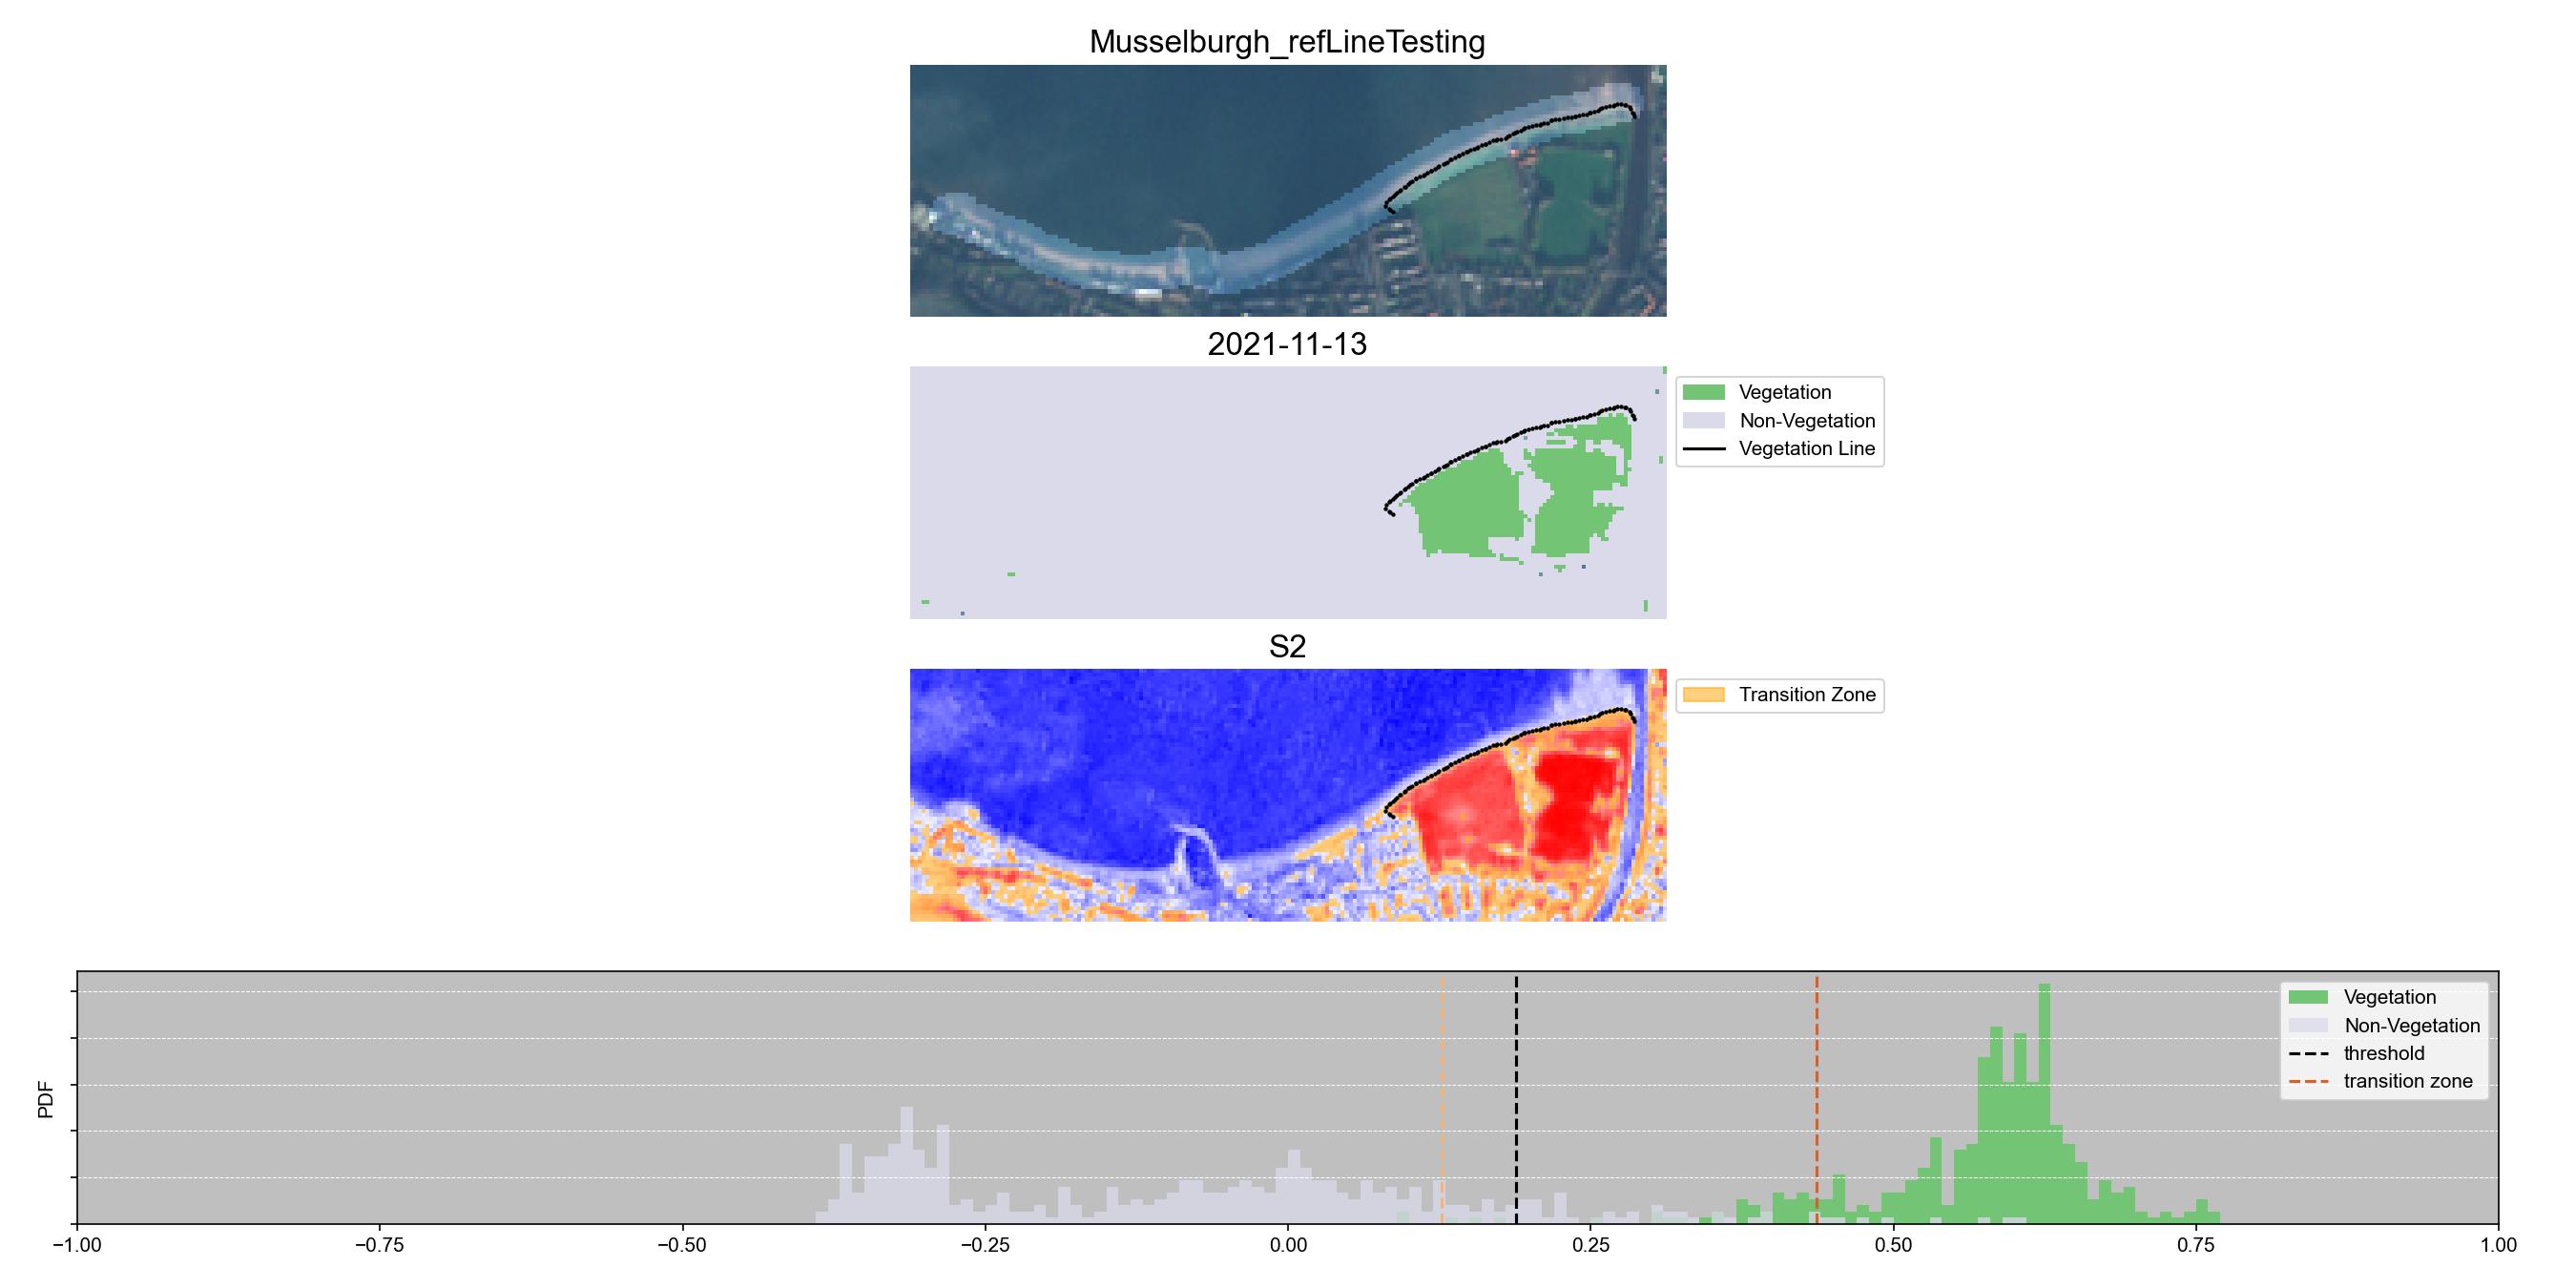 Musselburgh_refLineTesting
2021-11-13
Vegetation
Non-Vegetation
Vegetation Line
S2
Transition Zone
PDF
Vegetation
Non-Vegetation
threshold
transition zone
−1.00 −0.75 −0.50 −0.25 0.00 0.25 0.50 0.75 1.00